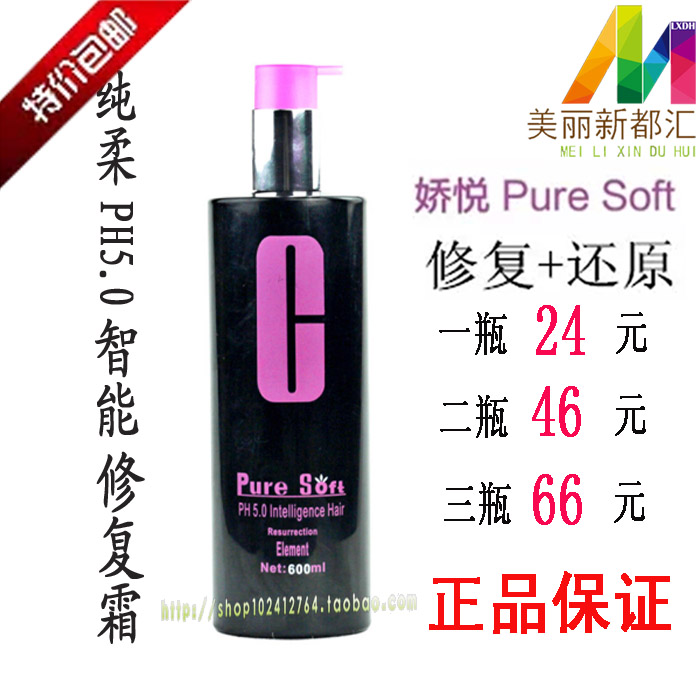 特价包邮
纯柔PH5.0智能修复霜
LXDH
美丽新都汇
MEI LI XIN DU HUI
娇悦 Pure Soft
修复+还原
一瓶 24 元
二瓶 46 元
三瓶 66 元
正品保证
C
Pure Soft
PH 5.0 Intelligence Hair
Resurrection
Element
Net: 600ml
http://shop102412764.taobao.com